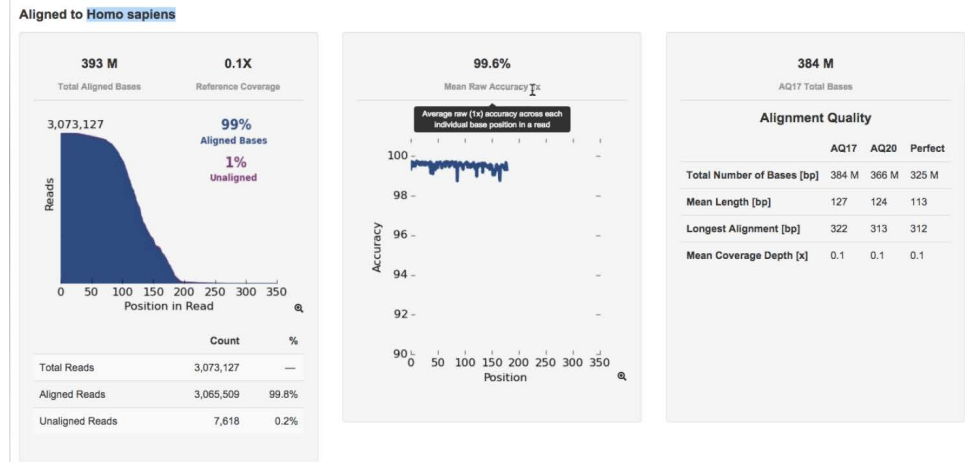 Aligned to Homo sapiens
393 M 0.1X
Total Aligned Bases Reference Coverage
3,073,127
99%
Aligned Bases
1%
Unaligned
Reads
0 50 100 150 200 250 300 350
Position in Read
Count %
Total Reads 3,073,127 —
Aligned Reads 3,065,509 99.8%
Unaligned Reads 7,618 0.2%
99.6%
Mean Raw Accuracy 1x
Average raw (1x) accuracy across each
individual base position in a read
100
98
96
94
92
90
Accuracy
0 50 100 150 200 250 300 350
Position
384 M
AQ17 Total Bases
Alignment Quality
AQ17 AQ20 Perfect
Total Number of Bases [bp] 384 M 366 M 325 M
Mean Length [bp] 127 124 113
Longest Alignment [bp] 322 313 312
Mean Coverage Depth [x] 0.1 0.1 0.1